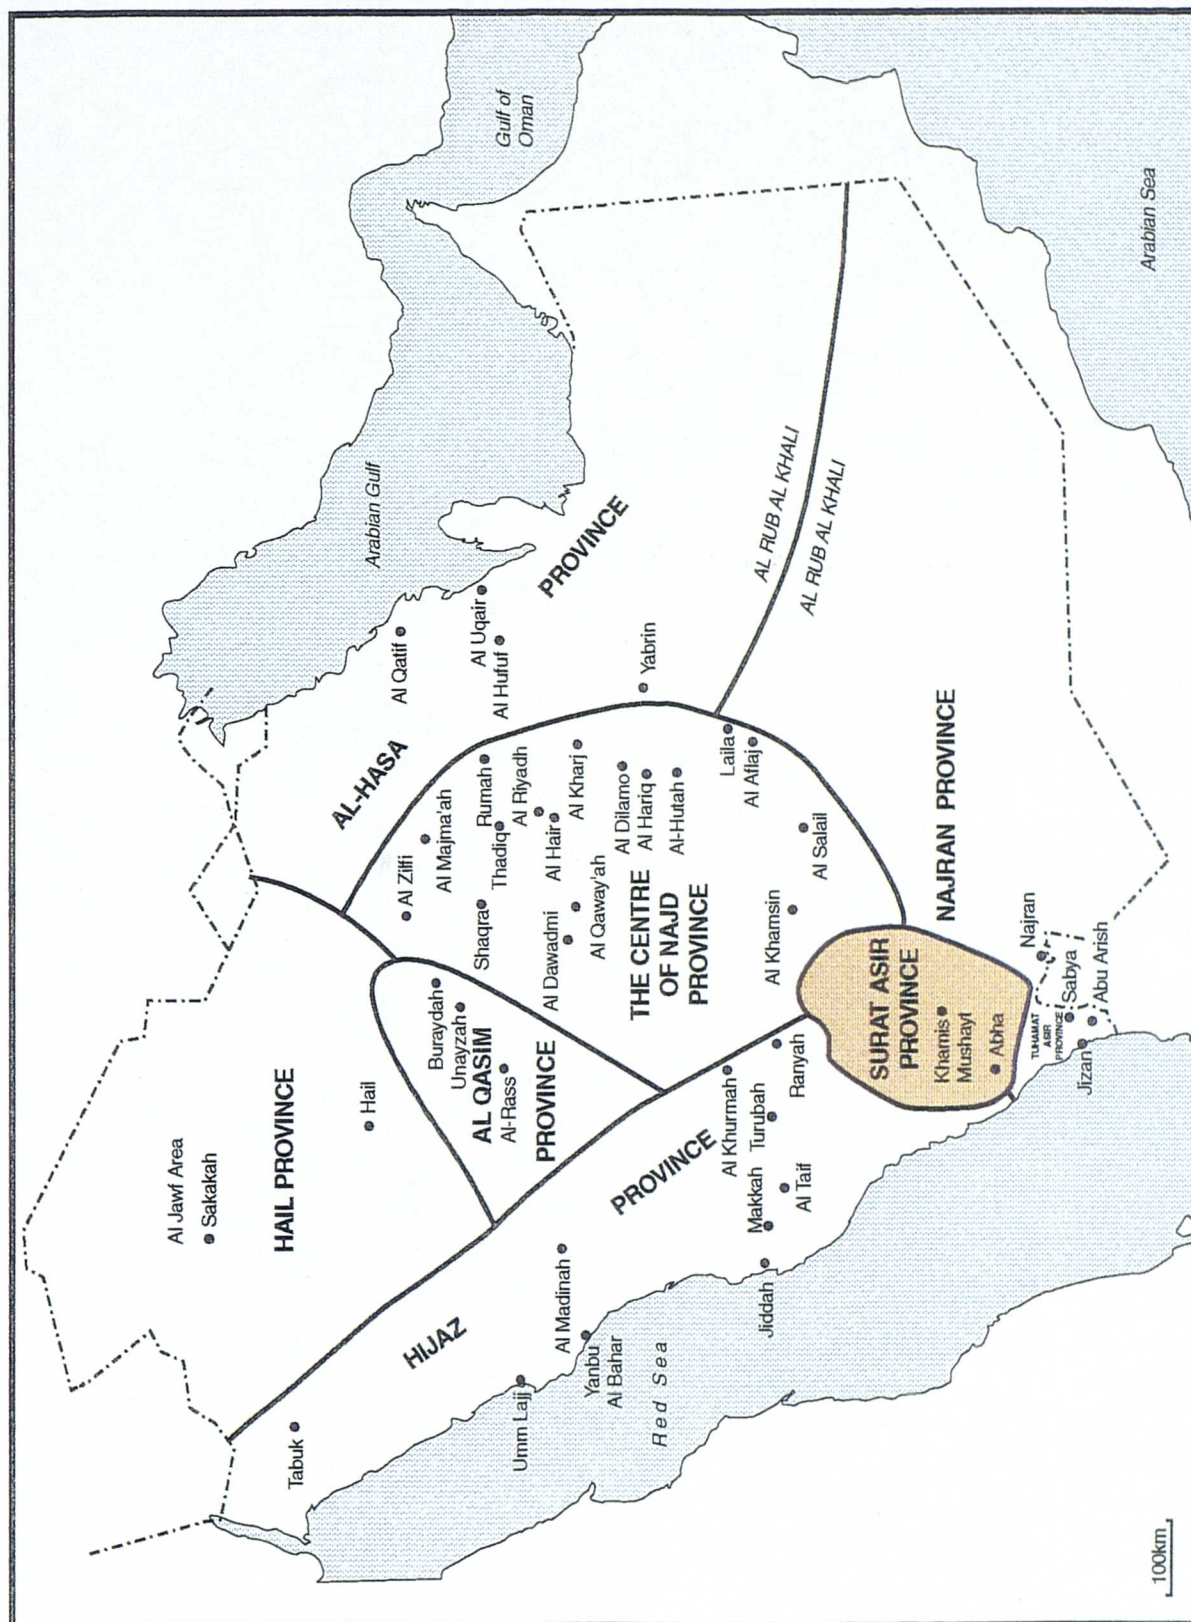 Gulf of
Oman
Arabian Gulf
Arabian Sea
Red Sea
Al Jawf Area
Sakakah
HAIL PROVINCE
Hail
Tabuk
HIJAZ
PROVINCE
Umm Lajj
Al Madinah
Yanbu
Al Bahar
Jiddah
Makkah
Al Taif
Turubah
Al Khurmah
Ranyah
Buraydah
Unayzah
AL QASIM
Al-Rass
PROVINCE
AL-HASA
PROVINCE
Al Qatif
Al Uqair
Al Hufuf
Yabrin
Al Zilfi
Al Majma'ah
Rumah
Shaqra
Thadiq
Al Riyadh
Al Hair
Al Kharj
Al Dawadmi
Al Qaway'ah
Al Dilamo
Al Hariq
Al-Hutah
THE CENTRE
OF NAJD
PROVINCE
Laila
Al Aflaj
Al Khamsin
Al Salail
AL RUB AL KHALI
AL RUB AL KHALI
SURAT ASIR
PROVINCE
Khamis
Mushayt
Abha
NAJRAN PROVINCE
Najran
TUHAMAT
ASIR
PROVINCE
Sabya
Abu Arish
Jizan
100km